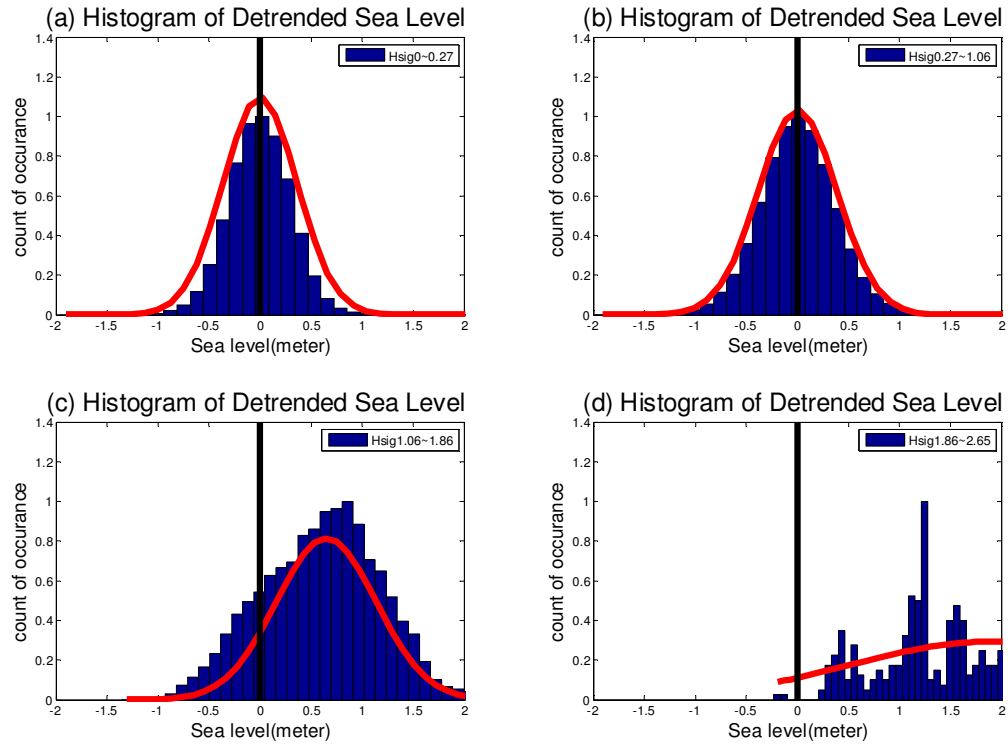 (a) Histogram of Detrended Sea Level
1.4
1.2
1
0.8
0.6
0.4
0.2
0
count of occurance
Hsig0~0.27
-2 -1.5 -1 -0.5 0 0.5 1 1.5 2
Sea level(meter)
(b) Histogram of Detrended Sea Level
1.4
1.2
1
0.8
0.6
0.4
0.2
0
count of occurance
Hsig0.27~1.06
-2 -1.5 -1 -0.5 0 0.5 1 1.5 2
Sea level(meter)
(c) Histogram of Detrended Sea Level
1.4
1.2
1
0.8
0.6
0.4
0.2
0
count of occurance
Hsig1.06~1.86
-2 -1.5 -1 -0.5 0 0.5 1 1.5 2
Sea level(meter)
(d) Histogram of Detrended Sea Level
1.4
1.2
1
0.8
0.6
0.4
0.2
0
count of occurance
Hsig1.86~2.65
-2 -1.5 -1 -0.5 0 0.5 1 1.5 2
Sea level(meter)